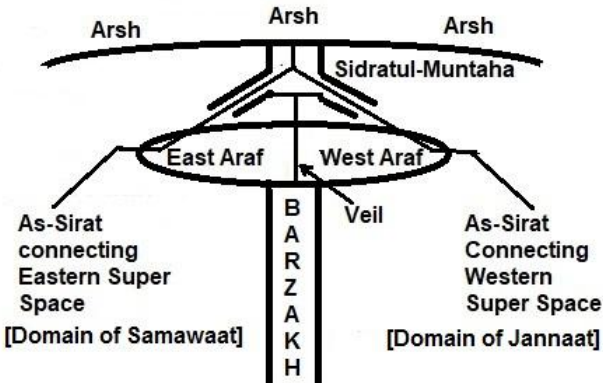 Arsh
Arsh
Arsh
Sidratul-Muntaha
East Araf
West Araf
Veil
B
A
R
Z
A
K
H
As-Sirat
connecting
Eastern Super
Space
[Domain of Samawaat]
As-Sirat
Connecting
Western
Super Space
[Domain of Jannaat]